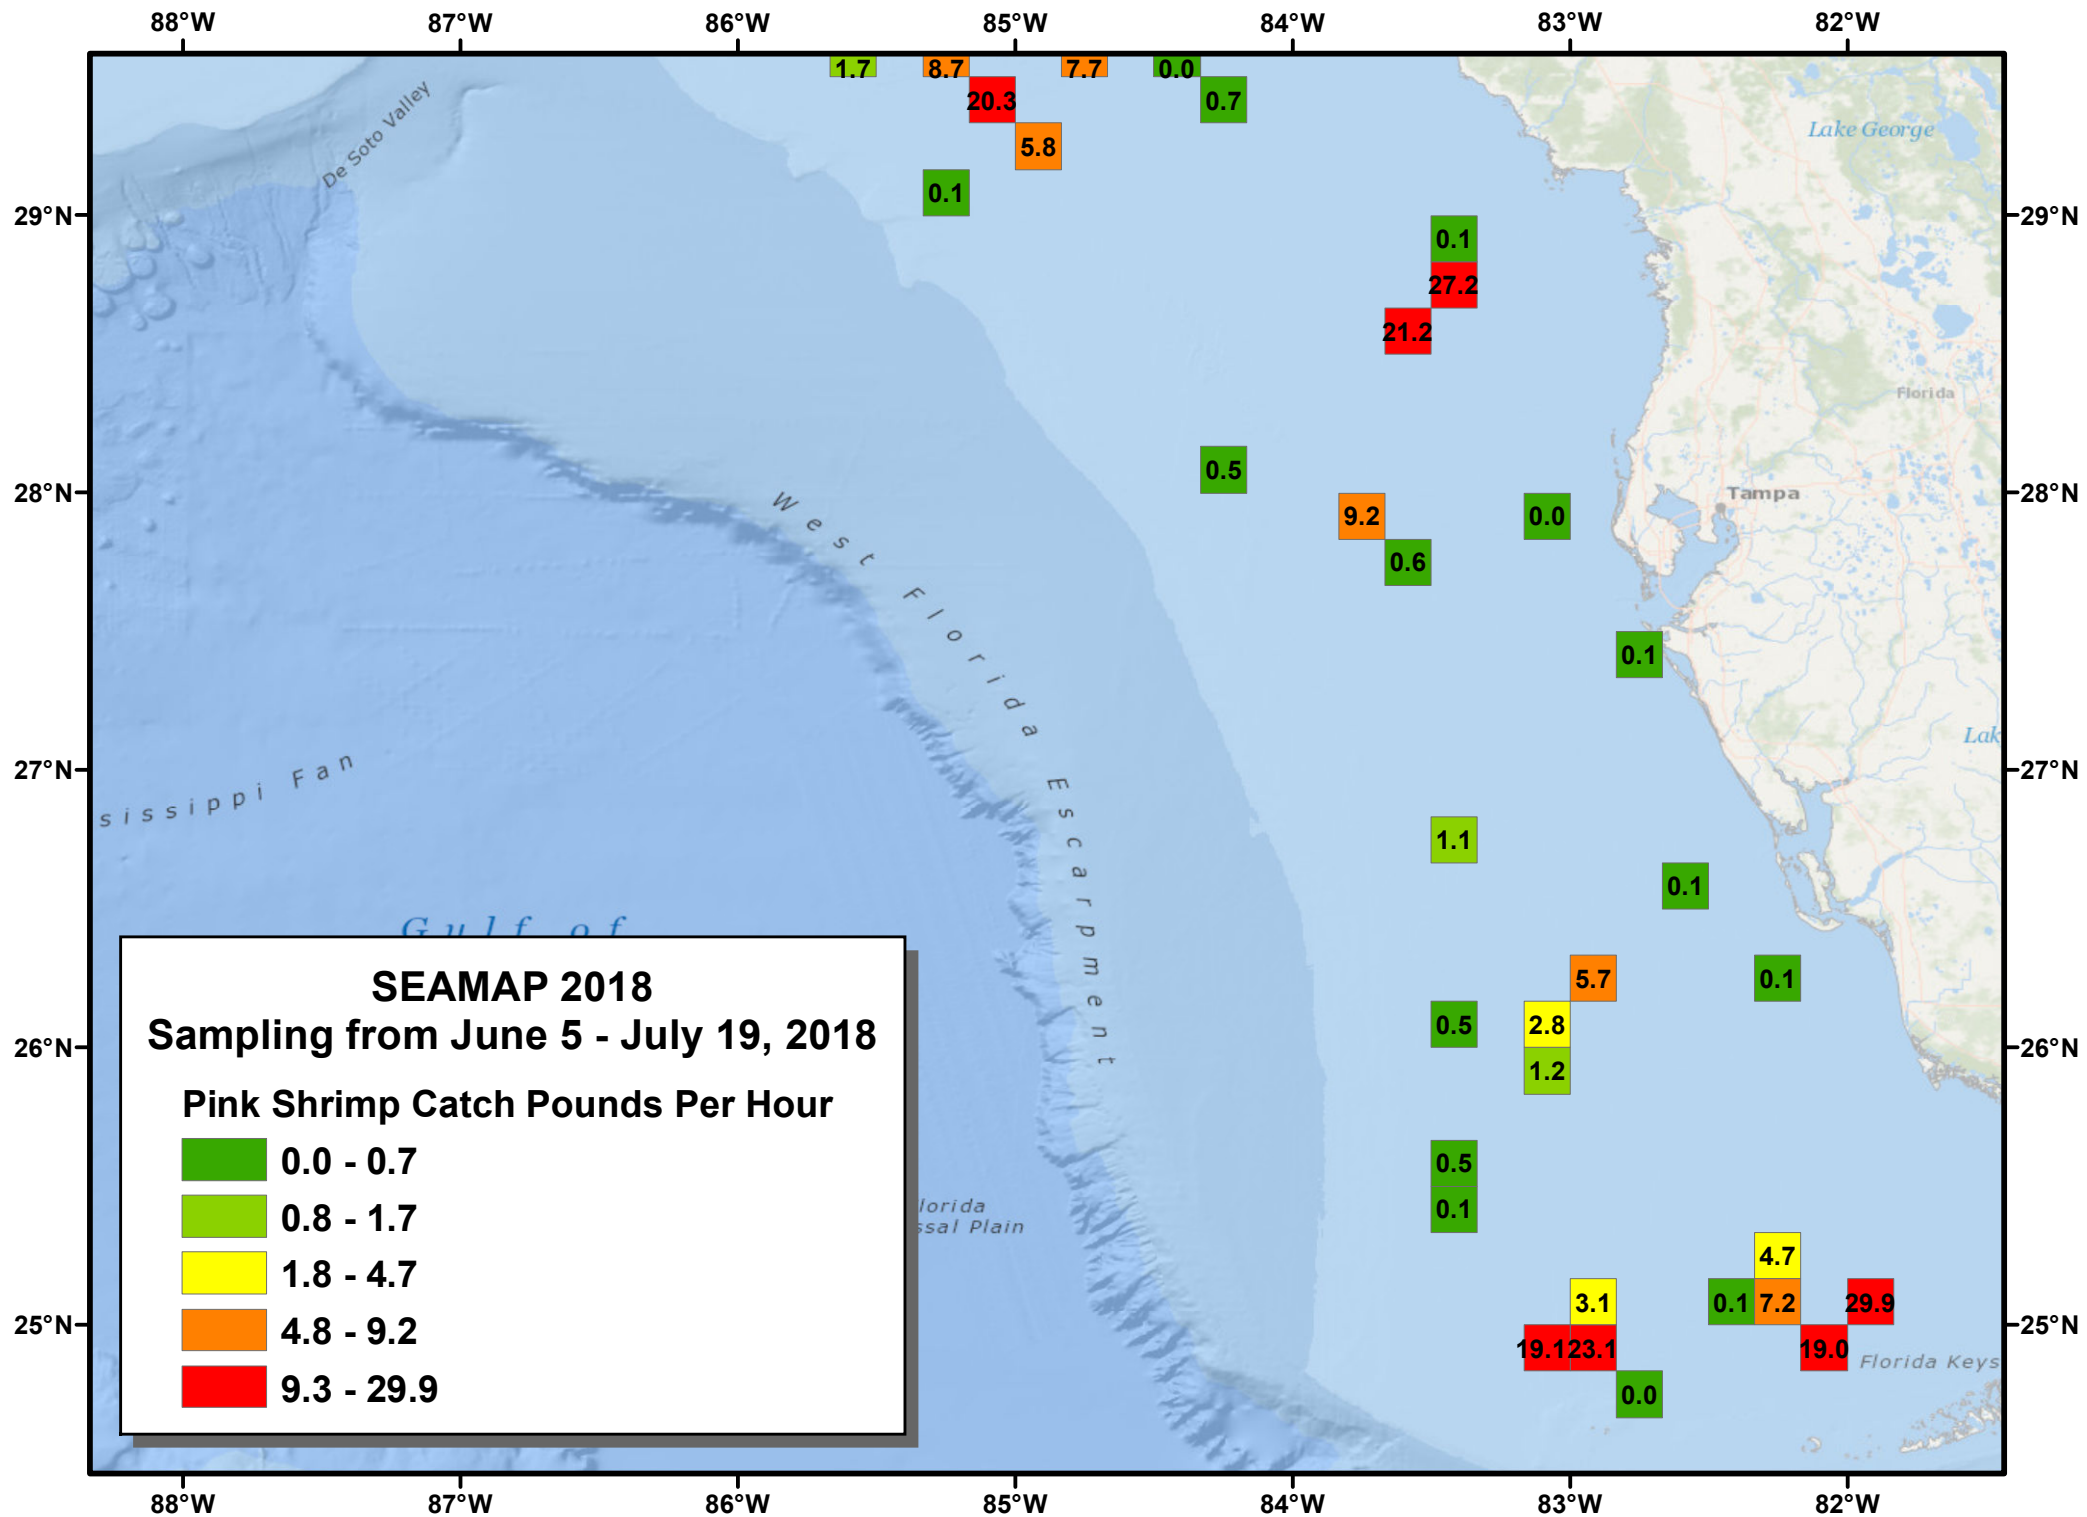 88°W 87°W 86°W 85°W 84°W 83°W 82°W
1.7 8.7 7.7 0.0
De Soto Valley
20.3 0.7
Lake George
5.8
0.1
29°N 29°N
0.1
27.2
21.2
Florida
0.5
28°N 28°N
Tampa
9.2 0.0
0.6
West Florida Escarpment
0.1
Lak
27°N 27°N
sissippi Fan
1.1
0.1
Gulf of
5.7 0.1
0.5 2.8
26°N 26°N
1.2
SEAMAP 2018
Sampling from June 5 - July 19, 2018
Pink Shrimp Catch Pounds Per Hour
0.0 - 0.7
0.8 - 1.7
1.8 - 4.7
4.8 - 9.2
9.3 - 29.9
0.5
0.1
lorida
ssal Plain
4.7
3.1 0.1 7.2 29.9
25°N 25°N
19.1 23.1 19.0
Florida Keys
0.0
88°W 87°W 86°W 85°W 84°W 83°W 82°W